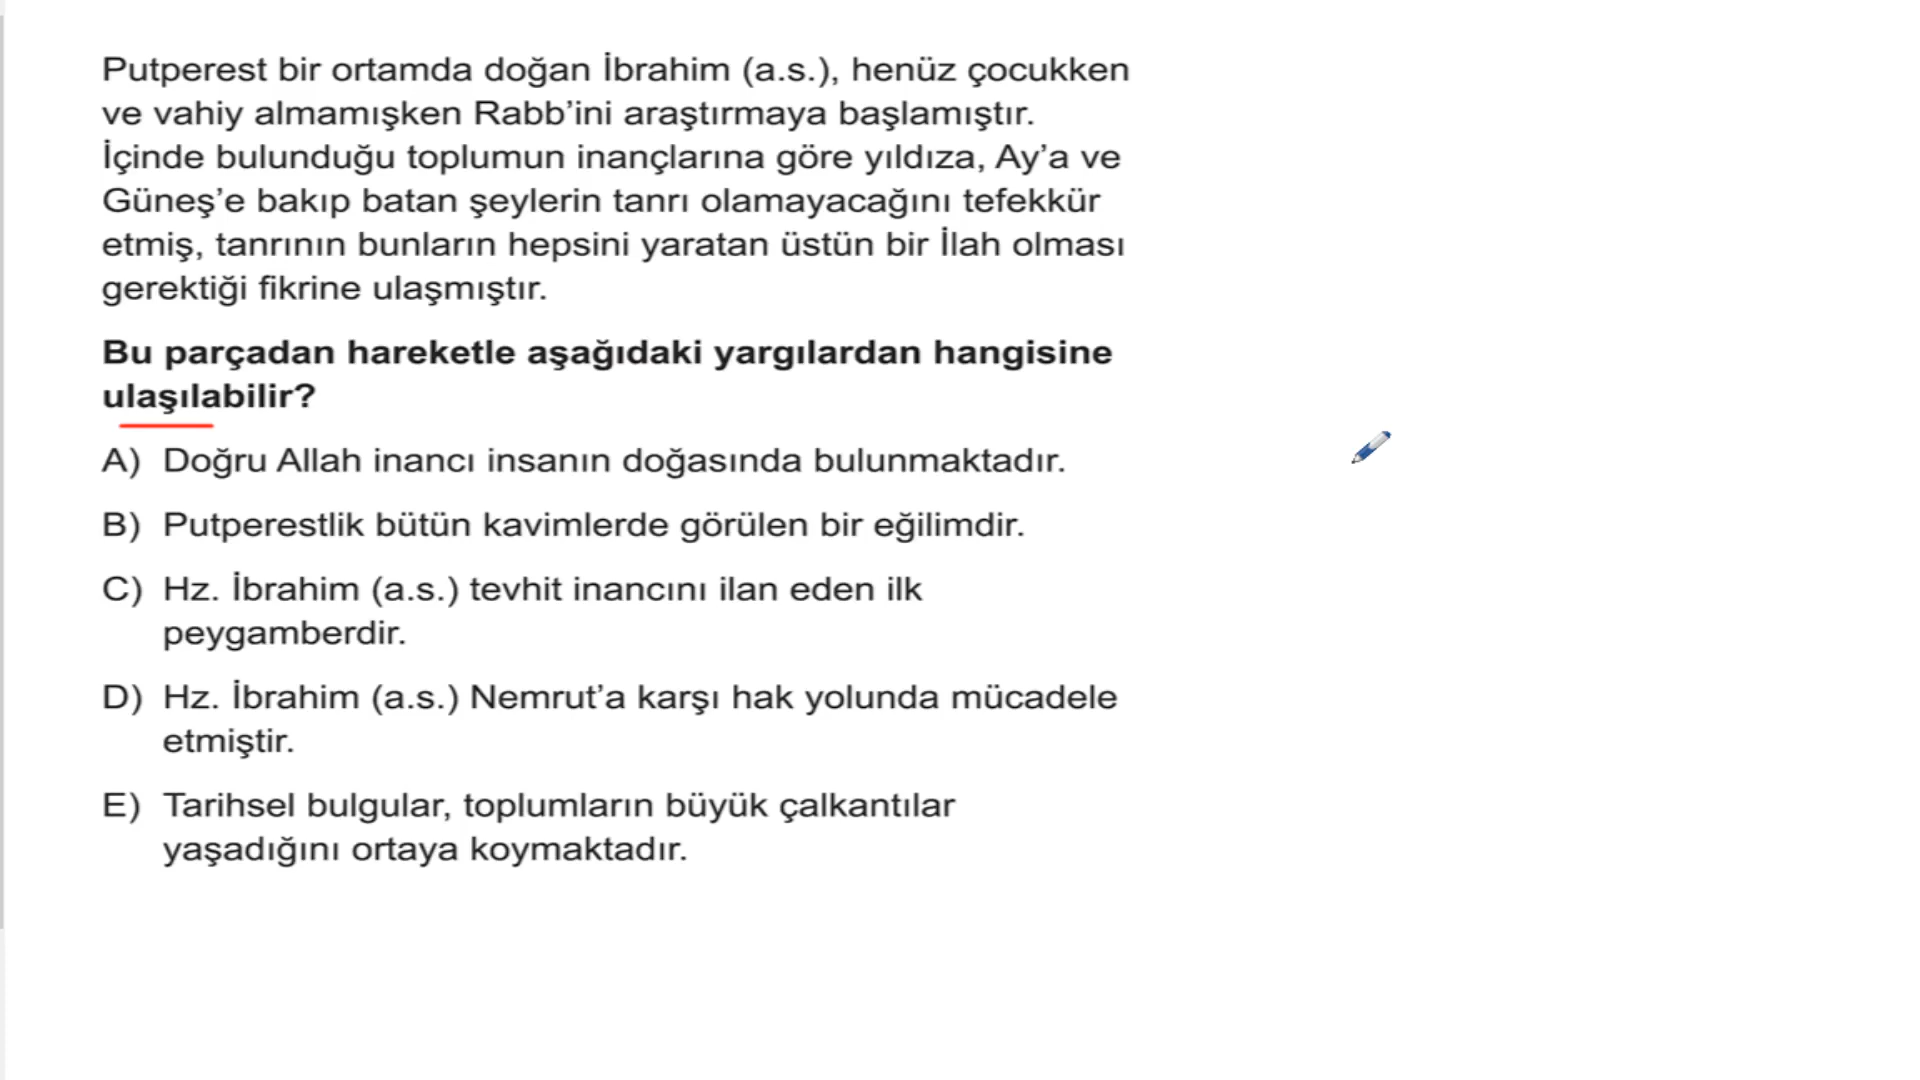 Putperest bir ortamda doğan İbrahim (a.s.), henüz çocukken
ve vahiy almamışken Rabb’ini araştırmaya başlamıştır.
İçinde bulunduğu toplumun inançlarına göre yıldıza, Ay’a ve
Güneş’e bakıp batan şeylerin tanrı olamayacağını tefekkür
etmiş, tanrının bunların hepsini yaratan üstün bir İlah olması
gerektiği fikrine ulaşmıştır.
Bu parçadan hareketle aşağıdaki yargılardan hangisine
ulaşılabilir?
A) Doğru Allah inancı insanın doğasında bulunmaktadır.
B) Putperestlik bütün kavimlerde görülen bir eğilimdir.
C) Hz. İbrahim (a.s.) tevhit inancını ilan eden ilk
peygamberdir.
D) Hz. İbrahim (a.s.) Nemrut’a karşı hak yolunda mücadele
etmiştir.
E) Tarihsel bulgular, toplumların büyük çalkantılar
yaşadığını ortaya koymaktadır.